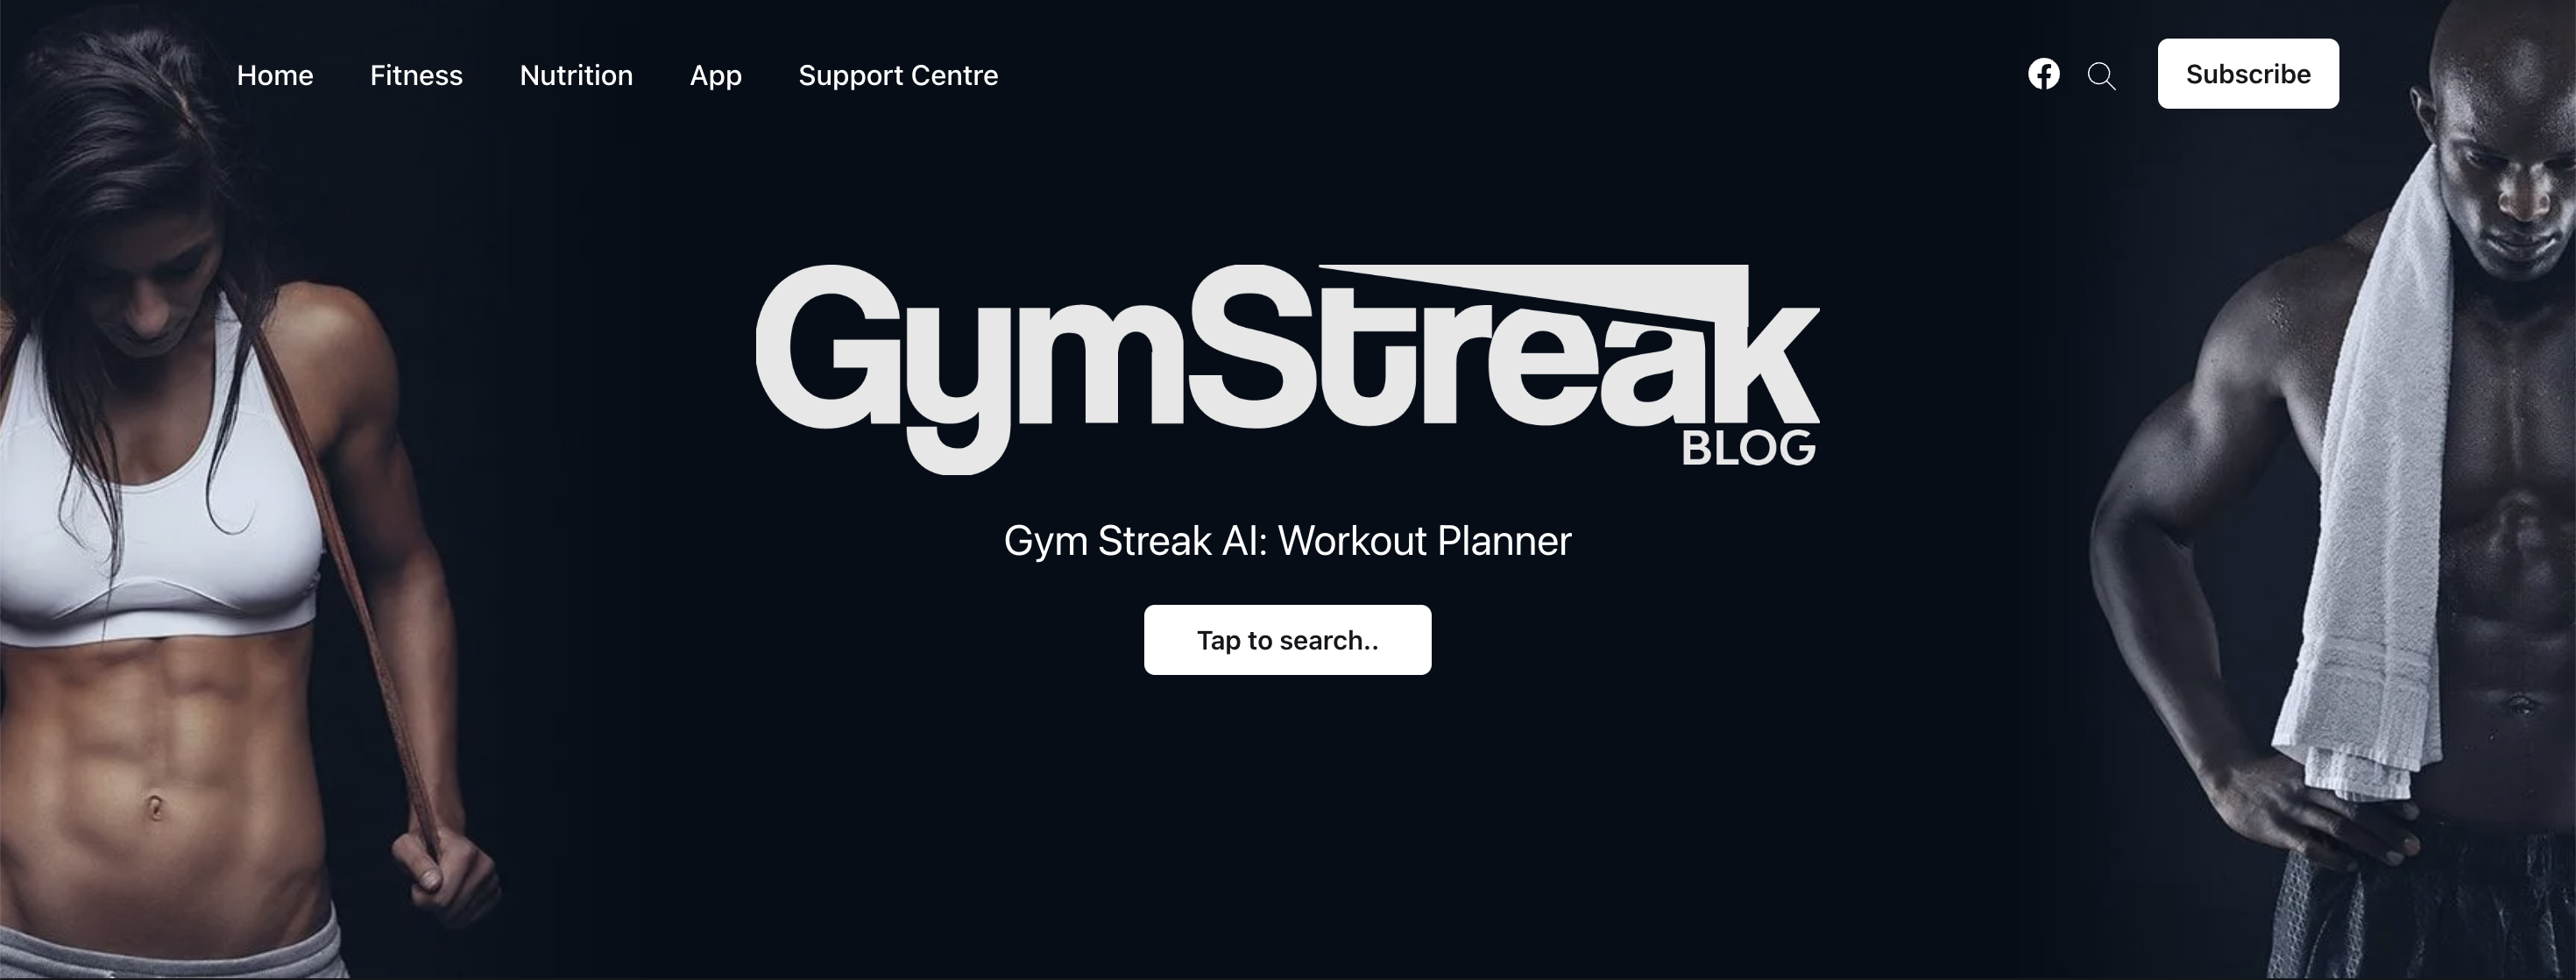 Home Fitness Nutrition App Support Centre Subscribe
GymStreak
BLOG
Gym Streak AI: Workout Planner
Tap to search..